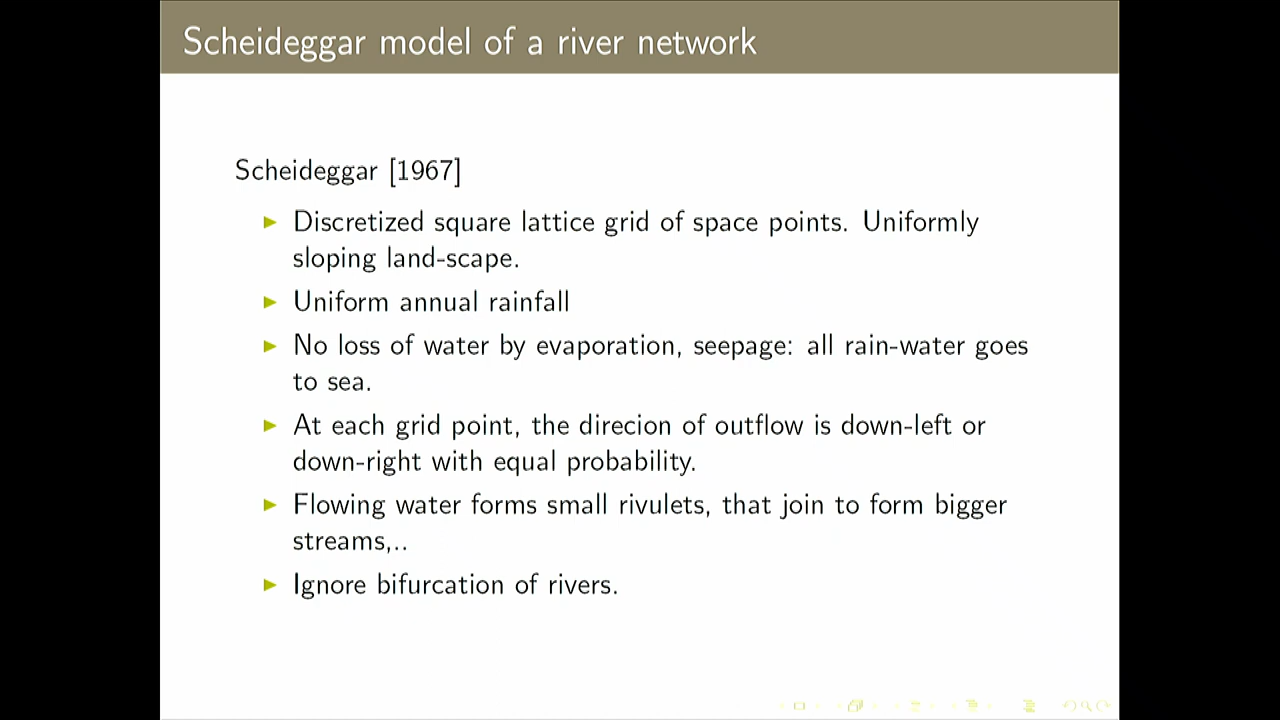 Scheideggar model of a river network
Scheideggar [1967]
Discretized square lattice grid of space points. Uniformly
sloping land-scape.
Uniform annual rainfall
No loss of water by evaporation, seepage: all rain-water goes
to sea.
At each grid point, the direcion of outflow is down-left or
down-right with equal probability.
Flowing water forms small rivulets, that join to form bigger
streams,..
Ignore bifurcation of rivers.